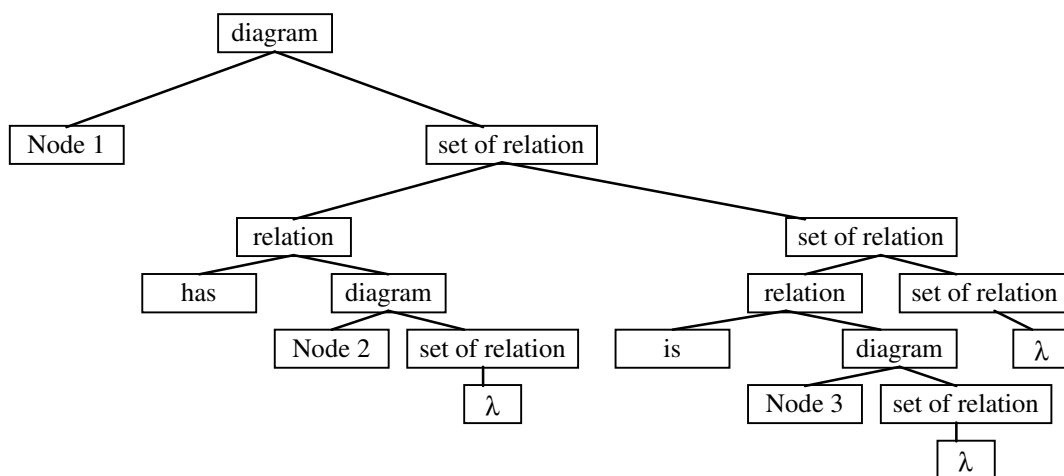 diagram
Node 1
set of relation
relation
set of relation
has
diagram
relation
set of relation
Node 2
set of relation
is
diagram
λ
λ
Node 3
set of relation
λ